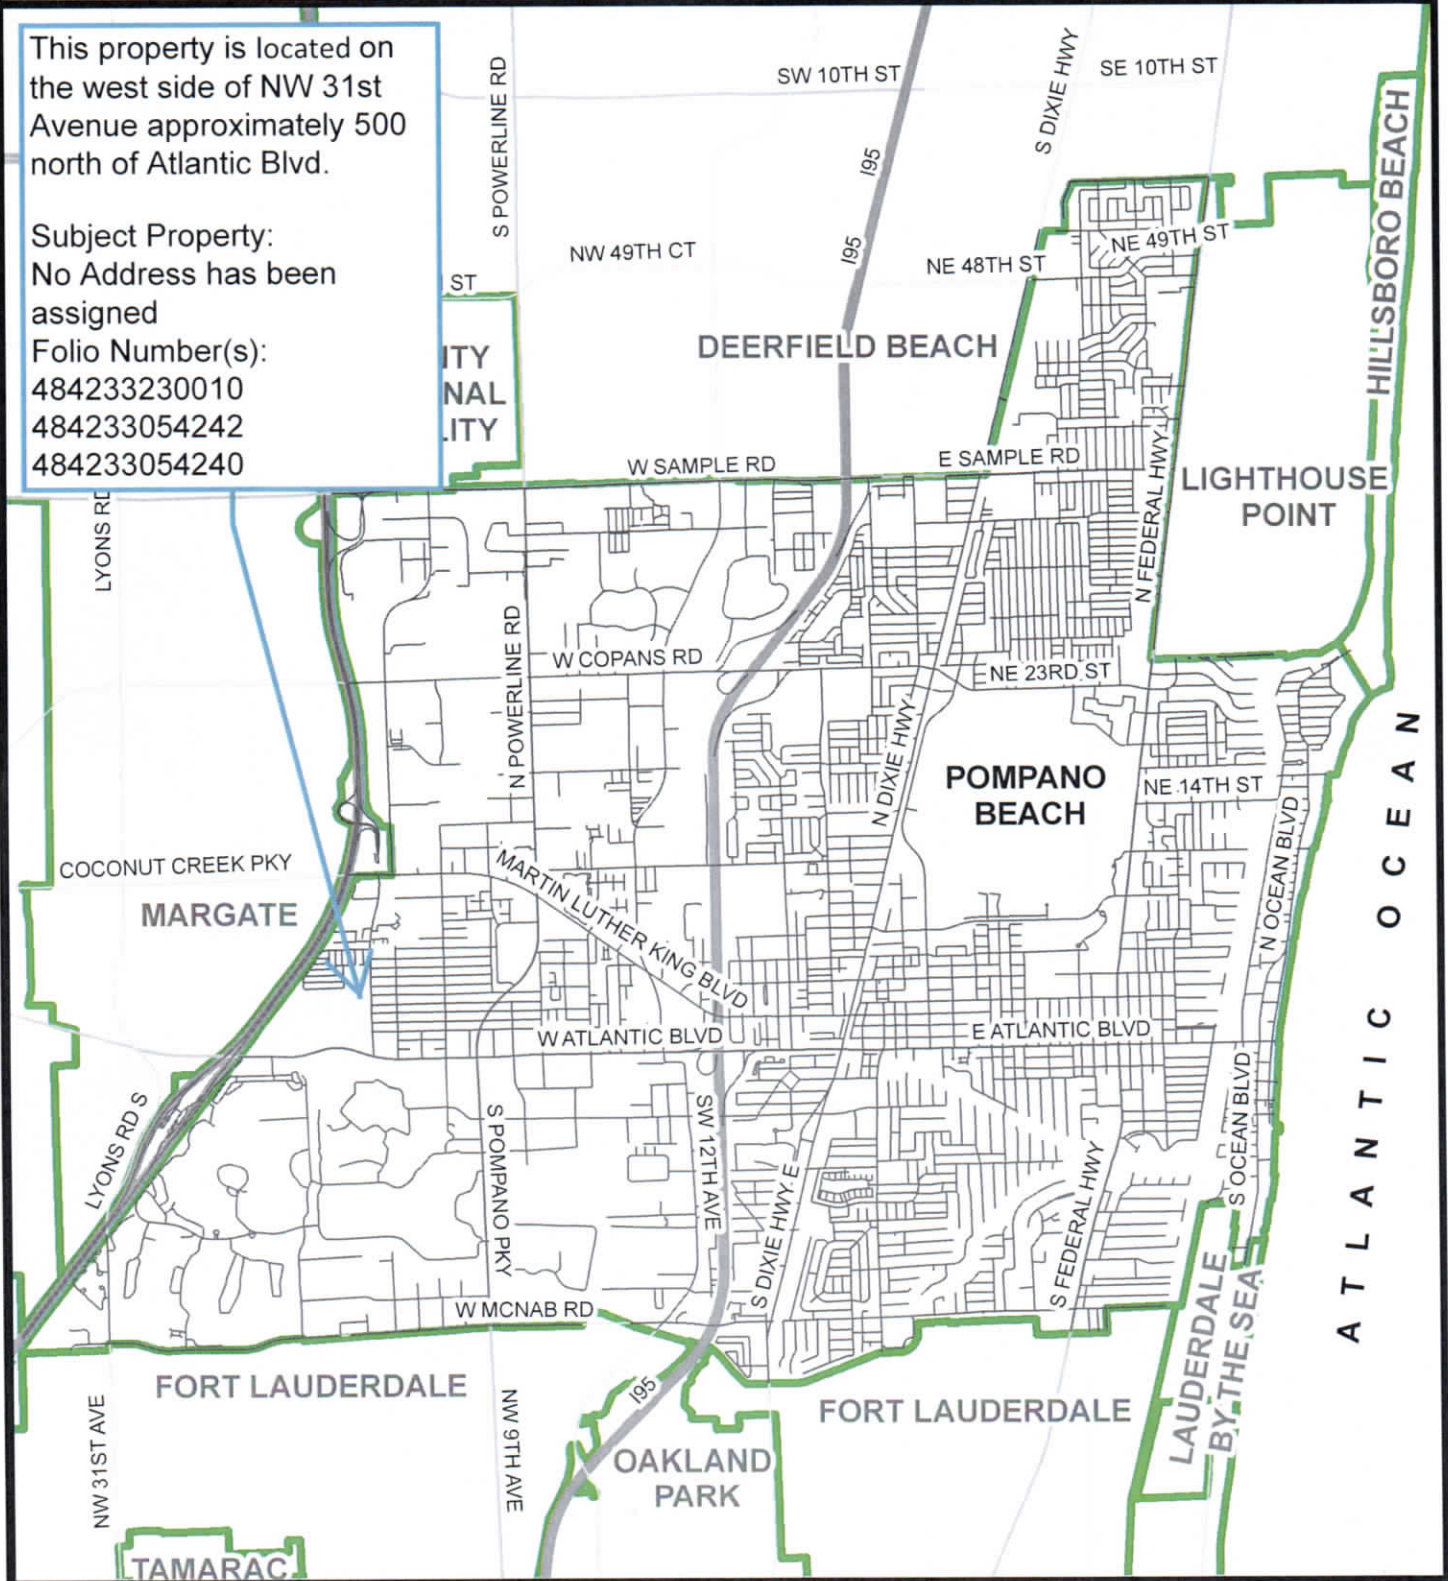 This property is located on
the west side of NW 31st
Avenue approximately 500
north of Atlantic Blvd.
Subject Property:
No Address has been
assigned
Folio Number(s):
484233230010
484233054242
484233054240
S POWERLINE RD
SW 10TH ST
S DIXIE HWY
SE 10TH ST
I95
HILLSBORO BEACH
NW 49TH CT
I95
NE 48TH ST
NE 49TH ST
ST
ITY
NAL
LITY
DEERFIELD BEACH
W SAMPLE RD
E SAMPLE RD
N FEDERAL HWY
LIGHTHOUSE
POINT
LYONS RD
N POWERLINE RD
W COPANS RD
NE 23RD ST
N DIXIE HWY
POMPANO
BEACH
NE 14TH ST
N OCEAN BLVD
ATLANTIC OCEAN
COCONUT CREEK PKY
MARGATE
MARTIN LUTHER KING BLVD
W ATLANTIC BLVD
E ATLANTIC BLVD
LYONS RD S
S POMPANO PKY
SW 12TH AVE
S DIXIE HWY E
S FEDERAL HWY
S OCEAN BLVD
W MCNAB RD
LAUDERDALE
BY THE SEA
FORT LAUDERDALE
I95
FORT LAUDERDALE
NW 31ST AVE
NW 9TH AVE
OAKLAND
PARK
TAMARAC